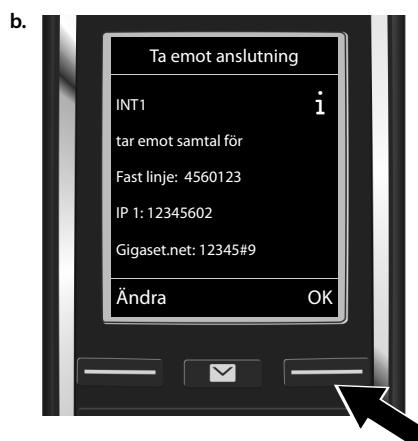 b.
Ta emot anslutning
INT1 i
tar emot samtal för
Fast linje: 4560123
IP 1: 12345602
Gigaset.net: 12345#9
Ändra OK